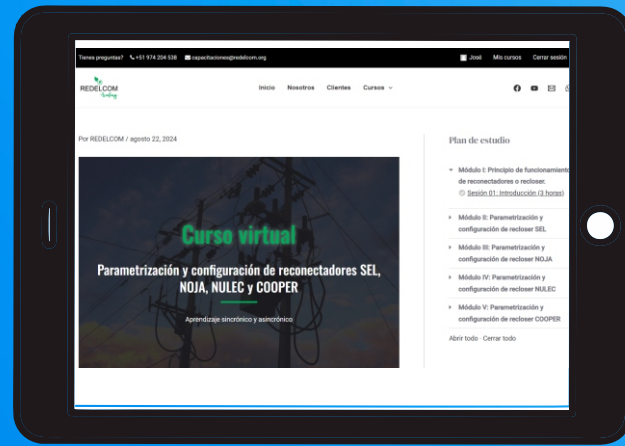 Tienes preguntas? +51 974 204 538 capacitaciones@redelcom.org José Mis cursos Cerrar sesión
REDELCOM
Inicio Nosotros Clientes Cursos
Por REDELCOM / agosto 22, 2024
Curso virtual
Parametrización y configuración de reconectadores SEL,
NOJA, NULEC y COOPER
Aprendizaje sincrónico y asincrónico
Plan de estudio
Módulo I: Principio de funcionamiento
de reconectadores o recloser.
Sesión 01: Introducción (3 horas)
Módulo II: Parametrización y
configuración de recloser SEL
Módulo III: Parametrización y
configuración de recloser NOJA
Módulo IV: Parametrización y
configuración de recloser NULEC
Módulo V: Parametrización y
configuración de recloser COOPER
Abrir todo · Cerrar todo